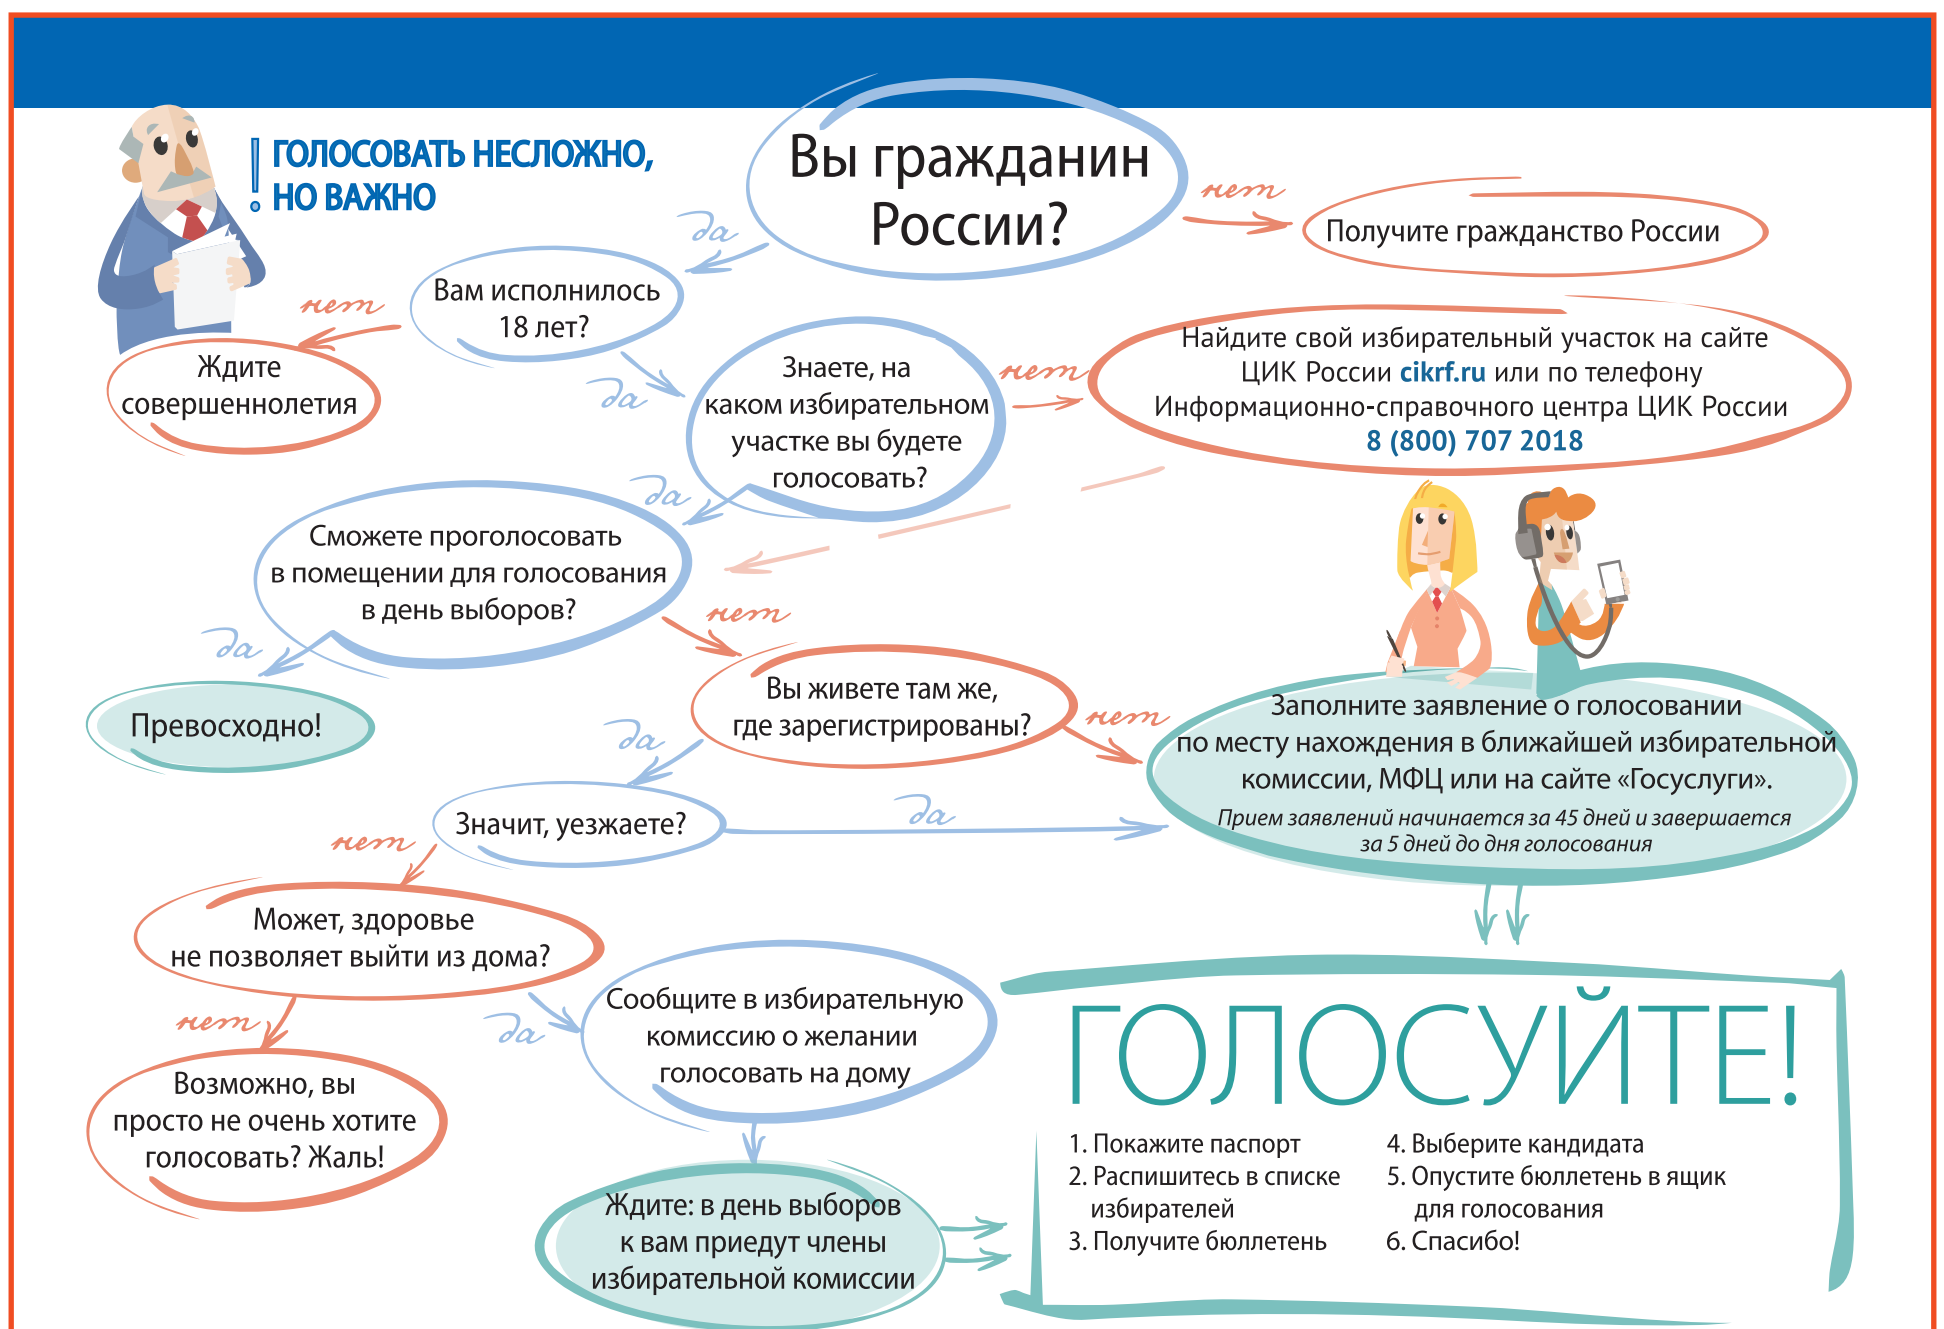 ! ГОЛОСОВАТЬ НЕСЛОЖНО,
НО ВАЖНО
Вы гражданин
России?
нет
Получите гражданство России
да
Вам исполнилось
18 лет?
нет
Ждите
совершеннолетия
да
Знаете, на
каком избирательном
участке вы будете
голосовать?
нет
Найдите свой избирательный участок на сайте
ЦИК России cikrf.ru или по телефону
Информационно-справочного центра ЦИК России
8 (800) 707 2018
да
Сможете проголосовать
в помещении для голосования
в день выборов?
да
Превосходно!
нет
Вы живете там же,
где зарегистрированы?
нет
Заполните заявление о голосовании
по месту нахождения в ближайшей избирательной
комиссии, МФЦ или на сайте «Госуслуги».
Прием заявлений начинается за 45 дней и завершается
за 5 дней до дня голосования
да
Значит, уезжаете?
да
нет
Может, здоровье
не позволяет выйти из дома?
нет
Возможно, вы
просто не очень хотите
голосовать? Жаль!
да
Сообщите в избирательную
комиссию о желании
голосовать на дому
Ждите: в день выборов
к вам приедут члены
избирательной комиссии
ГОЛОСУЙТЕ!
1. Покажите паспорт
2. Распишитесь в списке
избирателей
3. Получите бюллетень
4. Выберите кандидата
5. Опустите бюллетень в ящик
для голосования
6. Спасибо!